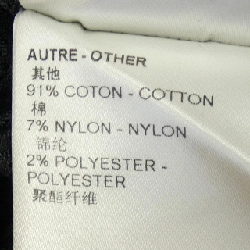 AUTRE - OTHER
其他
91% COTON - COTTON
棉
7% NYLON - NYLON
锦纶
2% POLYESTER -
POLYESTER
聚酯纤维